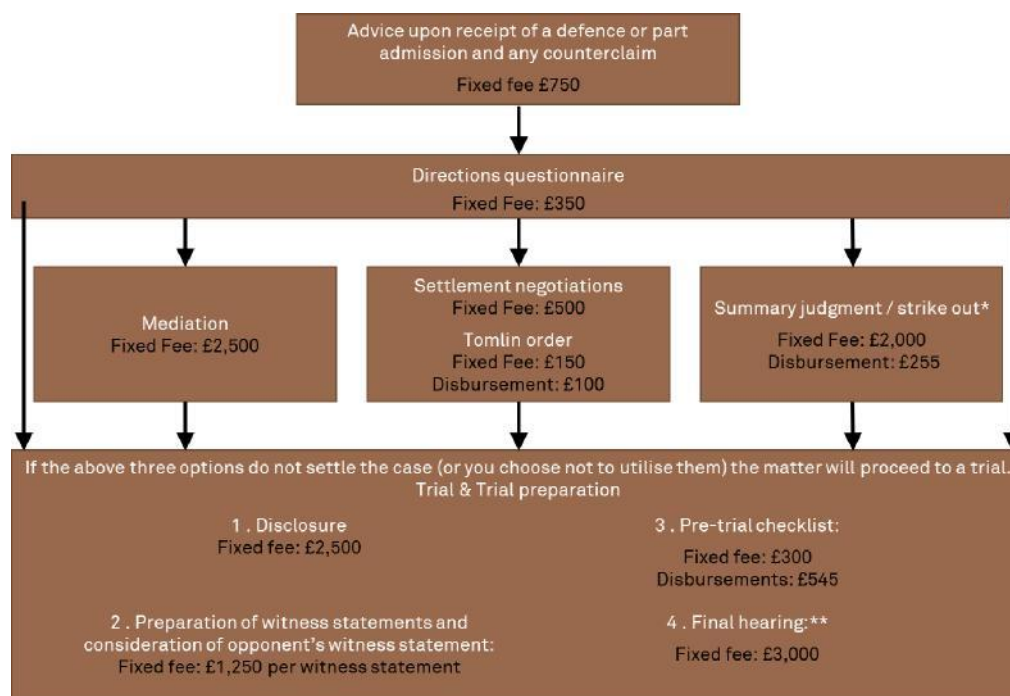 Advice upon receipt of a defence or part
admission and any counterclaim
Fixed fee £750
Directions questionnaire
Fixed Fee: £350
Mediation
Fixed Fee: £2,500
Settlement negotiations
Fixed Fee: £500
Tomlin order
Fixed Fee: £150
Disbursement: £100
Summary judgment / strike out*
Fixed Fee: £2,000
Disbursement: £255
If the above three options do not settle the case (or you choose not to utilise them) the matter will proceed to a trial.
Trial & Trial preparation
1 . Disclosure
Fixed fee: £2,500
2 . Preparation of witness statements and
consideration of opponent's witness statement:
Fixed fee: £1,250 per witness statement
3 . Pre-trial checklist:
Fixed fee: £300
Disbursements: £545
4 . Final hearing:**
Fixed fee: £3,000